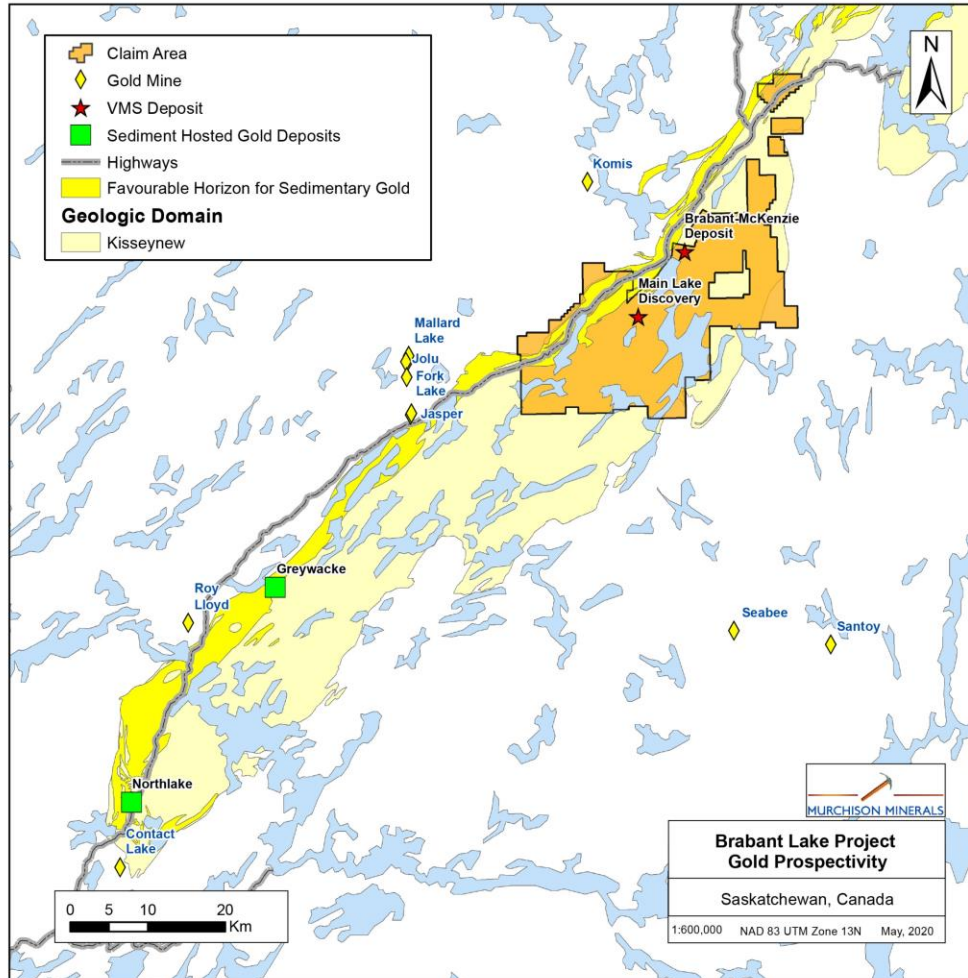 Claim Area
Gold Mine
VMS Deposit
Sediment Hosted Gold Deposits
Highways
Favourable Horizon for Sedimentary Gold
Geologic Domain
Kisseynew
N
Komis
Brabant-McKenzie
Deposit
Main Lake
Discovery
Mallard
Lake
Jolu
Fork
Lake
Jasper
Greywacke
Roy
Lloyd
Seabee
Santoy
Northlake
Contact
Lake
0 5 10 20
Km
MURCHISON MINERALS
Brabant Lake Project
Gold Prospectivity
Saskatchewan, Canada
1:600,000 NAD 83 UTM Zone 13N May, 2020